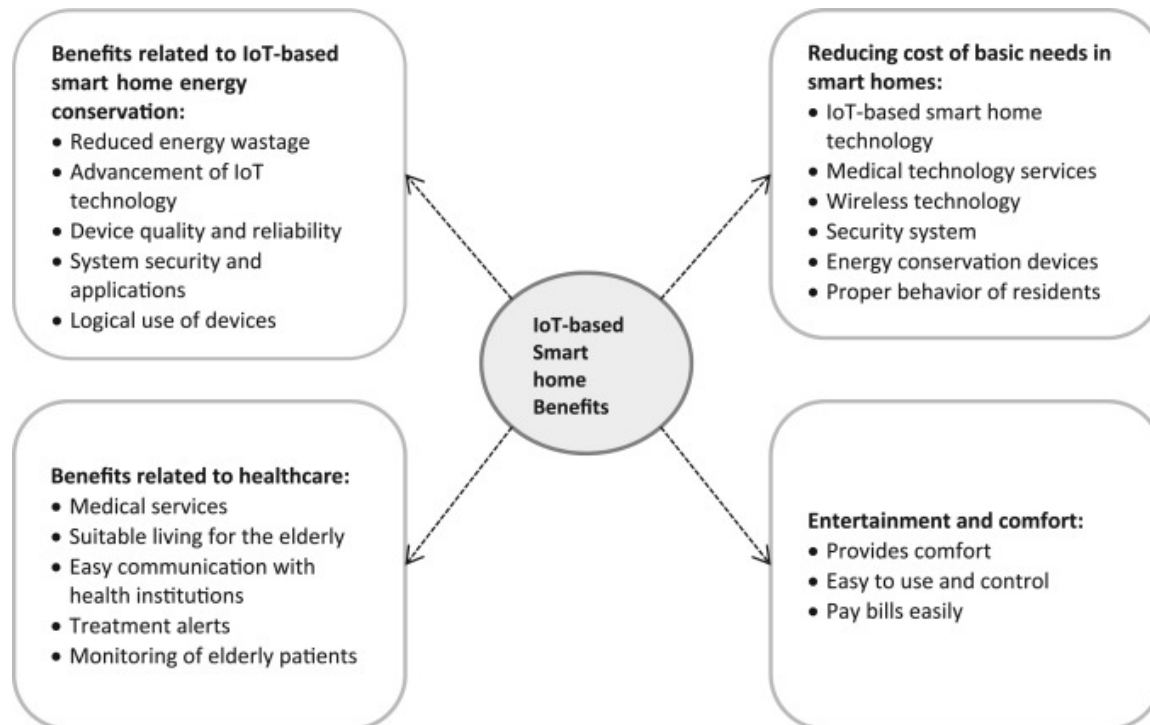 Benefits related to IoT-based
smart home energy
conservation:
• Reduced energy wastage
• Advancement of IoT
technology
• Device quality and reliability
• System security and
applications
• Logical use of devices
Reducing cost of basic needs in
smart homes:
• IoT-based smart home
technology
• Medical technology services
• Wireless technology
• Security system
• Energy conservation devices
• Proper behavior of residents
IoT-based
Smart
home
Benefits
Benefits related to healthcare:
• Medical services
• Suitable living for the elderly
• Easy communication with
health institutions
• Treatment alerts
• Monitoring of elderly patients
Entertainment and comfort:
• Provides comfort
• Easy to use and control
• Pay bills easily